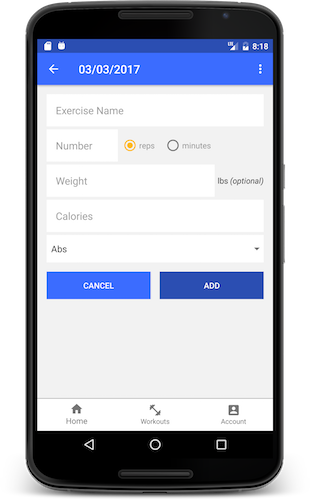 8:18
03/03/2017
Exercise Name
Number reps minutes
Weight lbs (optional)
Calories
Abs
CANCEL ADD
Home Workouts Account